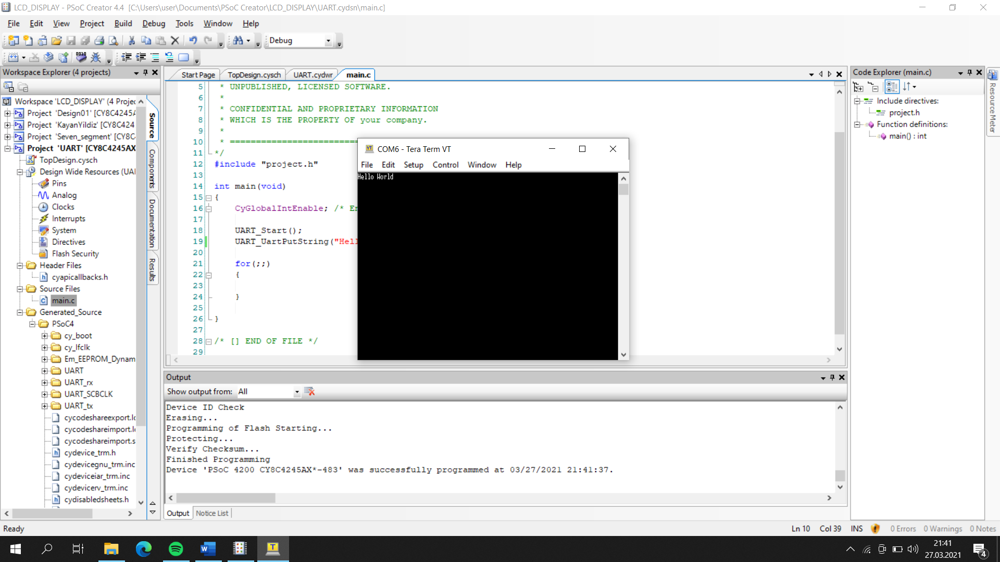 LCD_DISPLAY - PSoC Creator 4.4 [C:\Users\user\Documents\PSoC Creator\LCD_DISPLAY\UART.cydsn\main.c]
File Edit View Project Build Debug Tools Window Help
Debug
Workspace Explorer (4 projects)
Workspace 'LCD_DISPLAY' (4 Projec
Project 'Design01' [CY8C4245A
Project 'KayanYildiz' [CY8C424
Project 'Seven_segment' [CY8C
Project 'UART' [CY8C4245AX
TopDesign.cysch
Design Wide Resources (UAI
Pins
Analog
Clocks
Interrupts
System
Directives
Flash Security
Header Files
cyapicallbacks.h
Source Files
main.c
Generated_Source
PSoC4
cy_boot
cy_lfclk
Em_EEPROM_Dynam
UART
UART_rx
UART_SCBCLK
UART_tx
cycodeshareexport.lo
cycodeshareimport.l
cycodeshareimport.s
cydevice_trm.h
cydevicegnu_trm.inc
cydeviceiar_trm.inc
cydevicerv_trm.inc
cydisabledsheets.h
Source
Components
Documentation
Results
Start Page TopDesign.cysch UART.cydwr main.c
5 * UNPUBLISHED, LICENSED SOFTWARE.
6 *
7 * CONFIDENTIAL AND PROPRIETARY INFORMATION
8 * WHICH IS THE PROPERTY OF your company.
9 *
10 * =========================
11 */
12 #include "project.h"
13
14 int main(void)
15 {
16 CyGlobalIntEnable; /* En
17
18 UART_Start();
19 UART_UartPutString("Hell
20
21 for(;;)
22 {
23
24 }
25
26 }
27
28 /* [] END OF FILE */
29
COM6 - Tera Term VT
File Edit Setup Control Window Help
Hello World
Output
Show output from: All
Device ID Check
Erasing...
Programming of Flash Starting...
Protecting...
Verify Checksum...
Finished Programming
Device 'PSoC 4200 CY8C4245AX*-483' was successfully programmed at 03/27/2021 21:41:37.
Output Notice List
Code Explorer (main.c)
Include directives:
project.h
Function definitions:
main() : int
Resource Meter
Ready
Ln 10 Col 39 INS 0 Errors 0 Warnings 0 Notes
21:41
27.03.2021
4